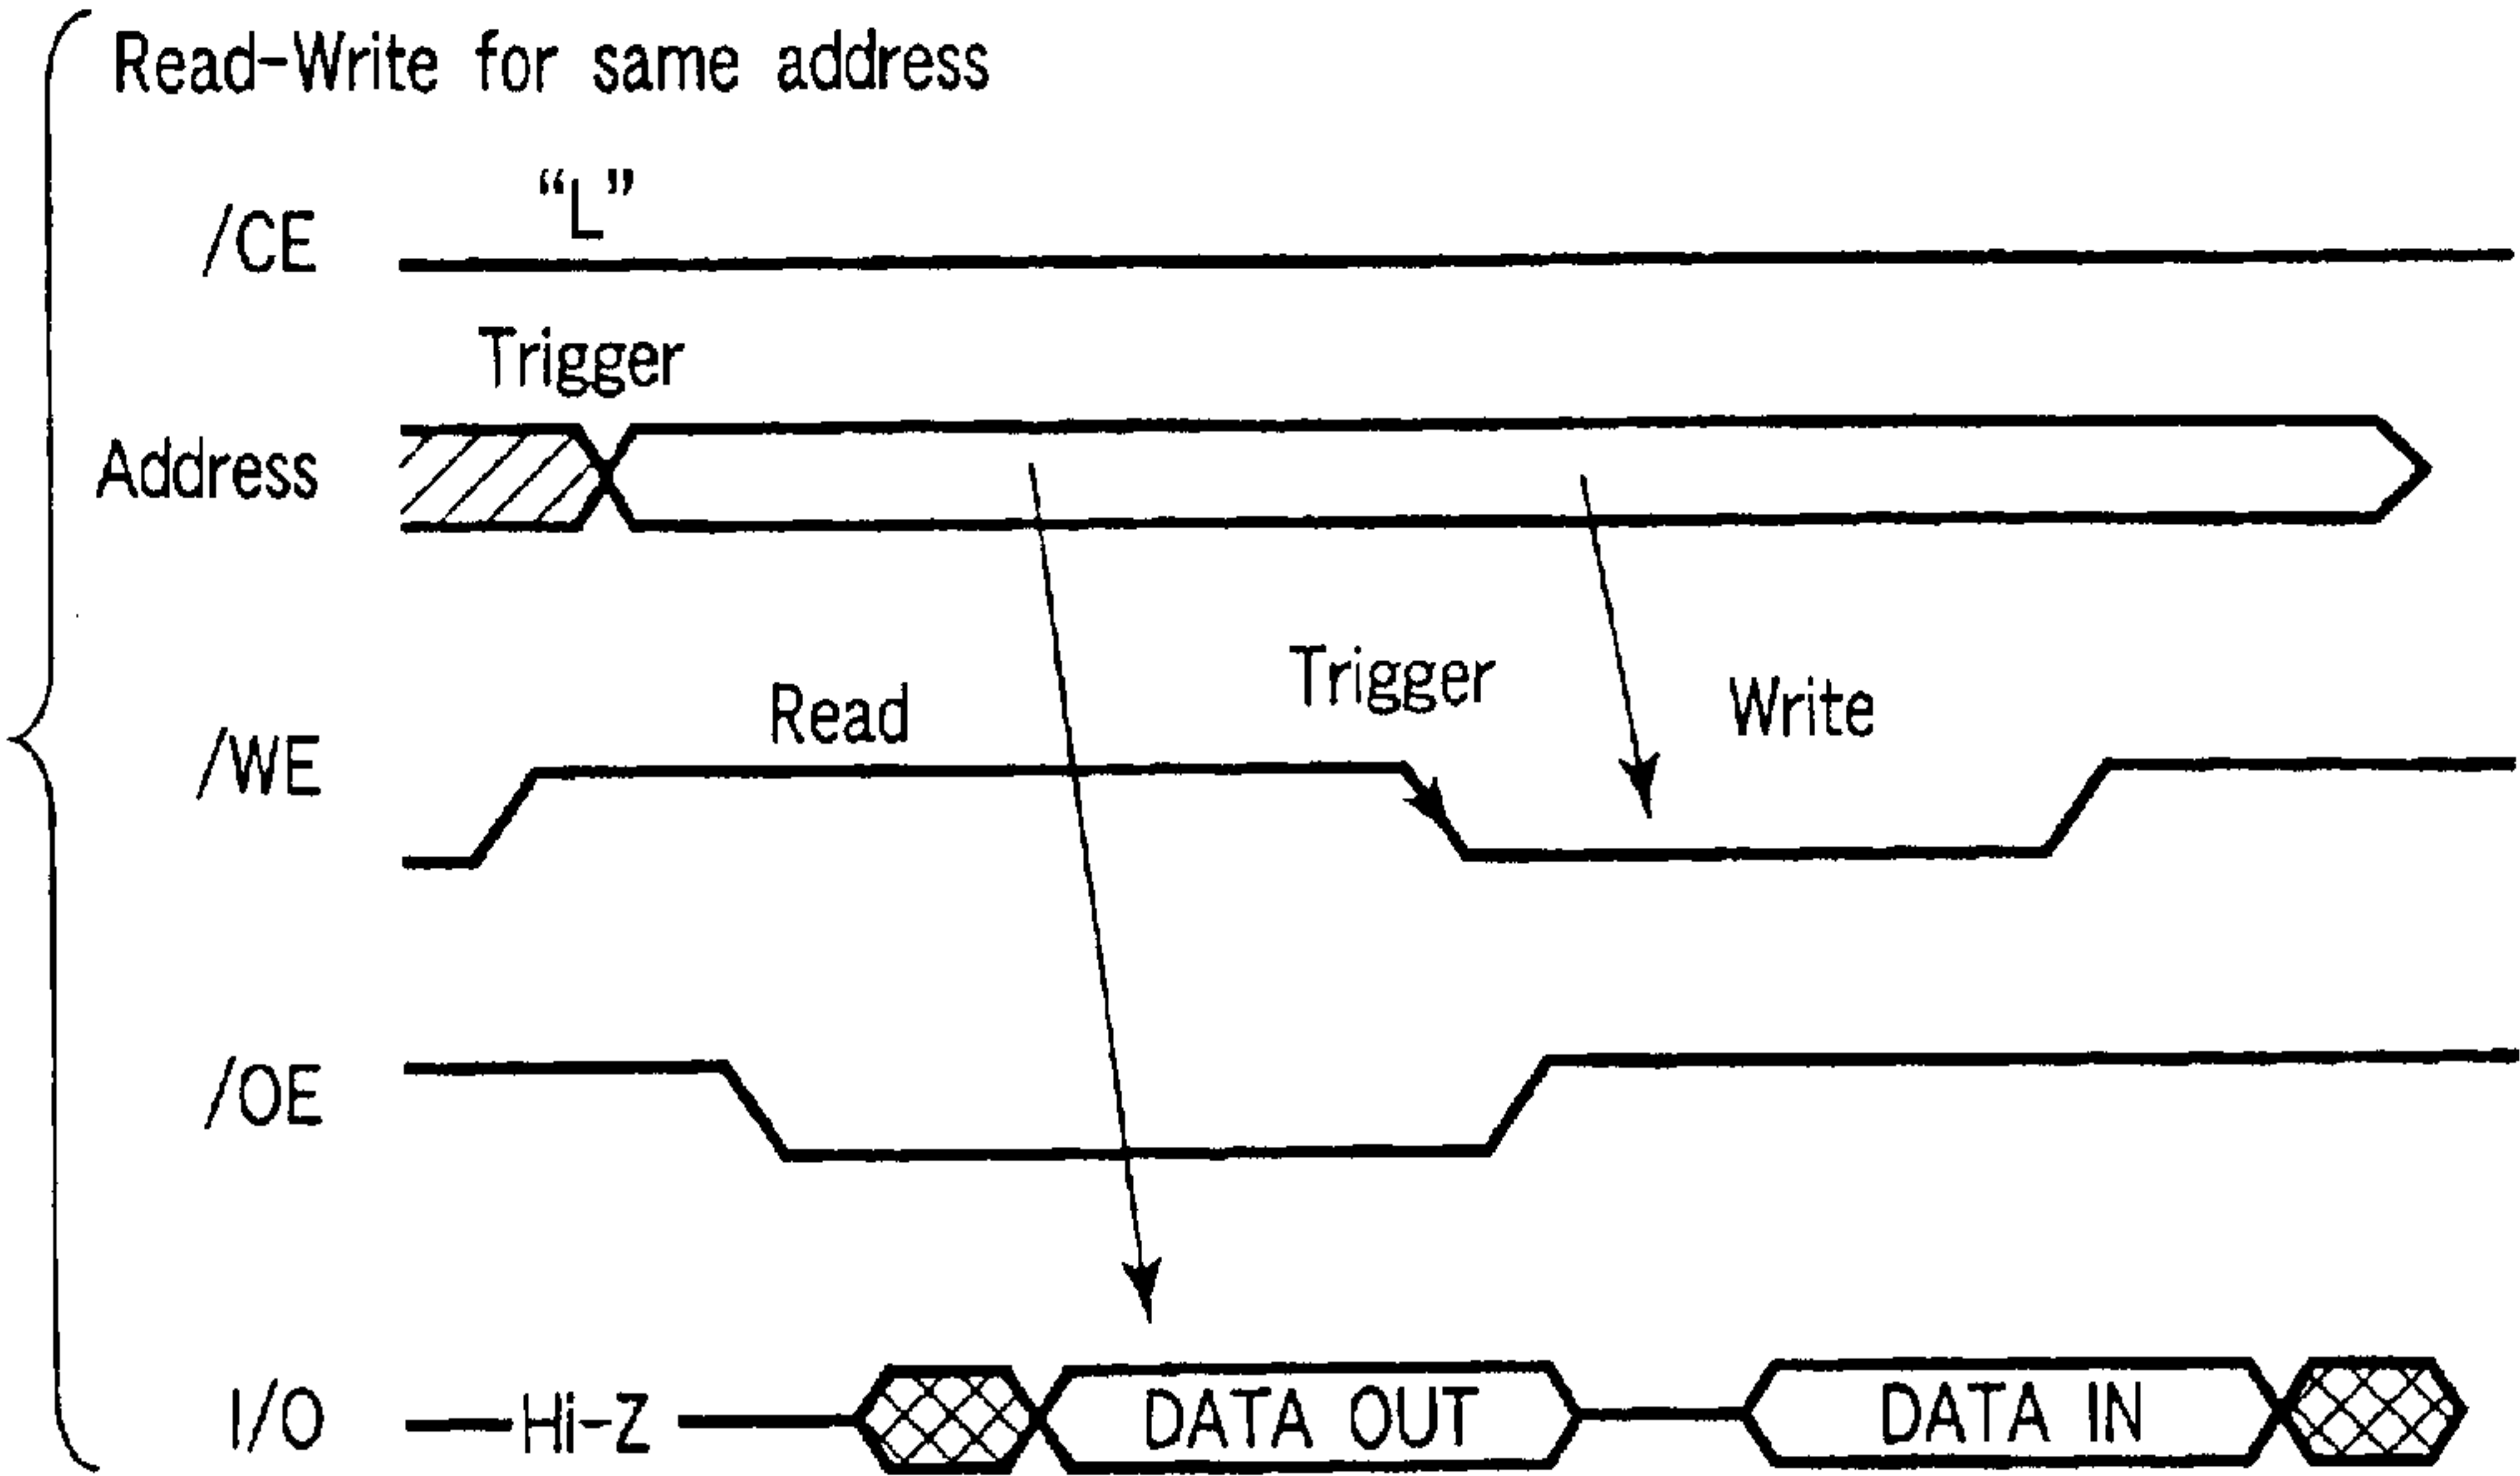 Read-Write for same address
"L"
/CE
Trigger
Address
Trigger
Read
Write
/WE
/OE
I/O
Hi-Z
DATA OUT
DATA IN